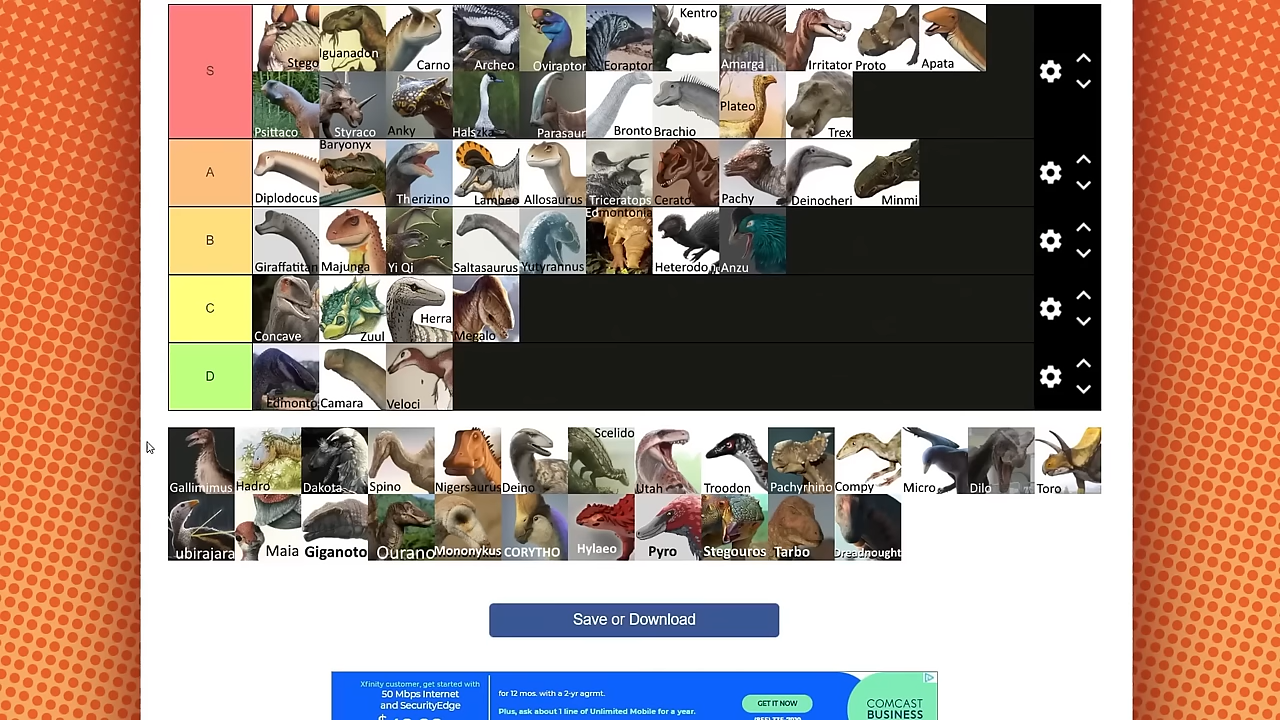 S
Stego Iguanadon Carno Archeo Oviraptor Eoraptor Kentro Amarga Irritator Proto Apata
Psittaco Styraco Anky Halszka Parasaur Bronto Brachio Plateo Trex
A
Diplodocus Baryonyx Therizino Lambeo Allosaurus Triceratops Cerato Pachy Deinocheri Minmi
B
Giraffatitan Majunga Yi Qi Saltasaurus Yutyrannus Edmontonia Heterodo Anzu
C
Concave Zuul Herra Megalo
D
Edmonto Camara Veloci
Gallimimus Hadro Dakota Spino Nigersaurus Deino Scelido Utah Troodon Pachyrhino Compy Micro Dilo Toro
ubirajara Maia Giganoto Ourano Mononykus CORYTHO Hylaeo Pyro Stegouros Tarbo Dreadnought
Save or Download
Xfinity customer, get started with
50 Mbps Internet
and SecurityEdge
for 12 mos. with a 2-yr agrmt.
Plus, ask about 1 line of Unlimited Mobile for a year.
GET IT NOW
COMCAST
BUSINESS